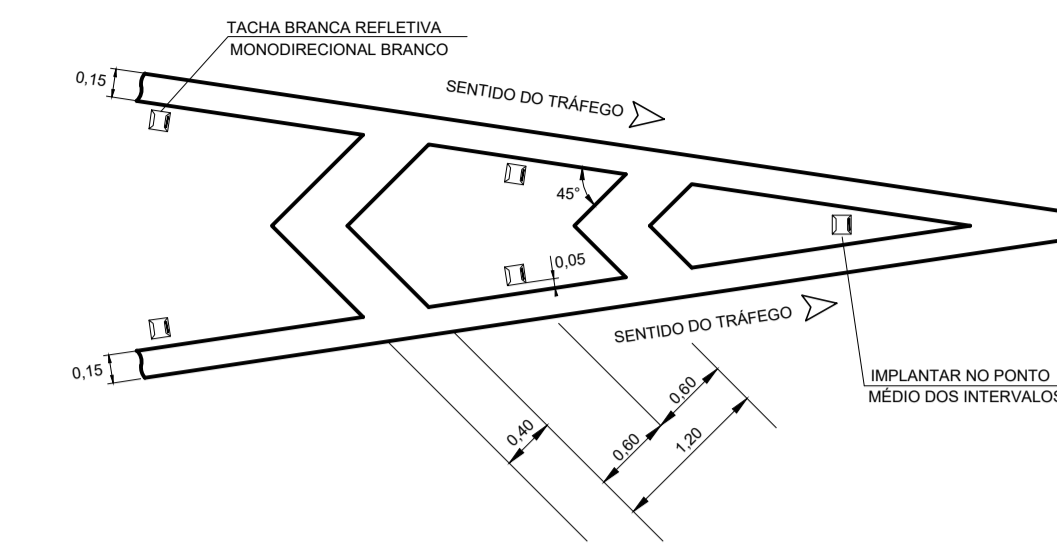 TACHA BRANCA REFLETIVA
MONODIRECIONAL BRANCO
0,15
SENTIDO DO TRÁFEGO
45°
0,05
SENTIDO DO TRÁFEGO
0,15
IMPLANTAR NO PONTO
MÉDIO DOS INTERVALOS
0,40
0,60
0,60
1,20